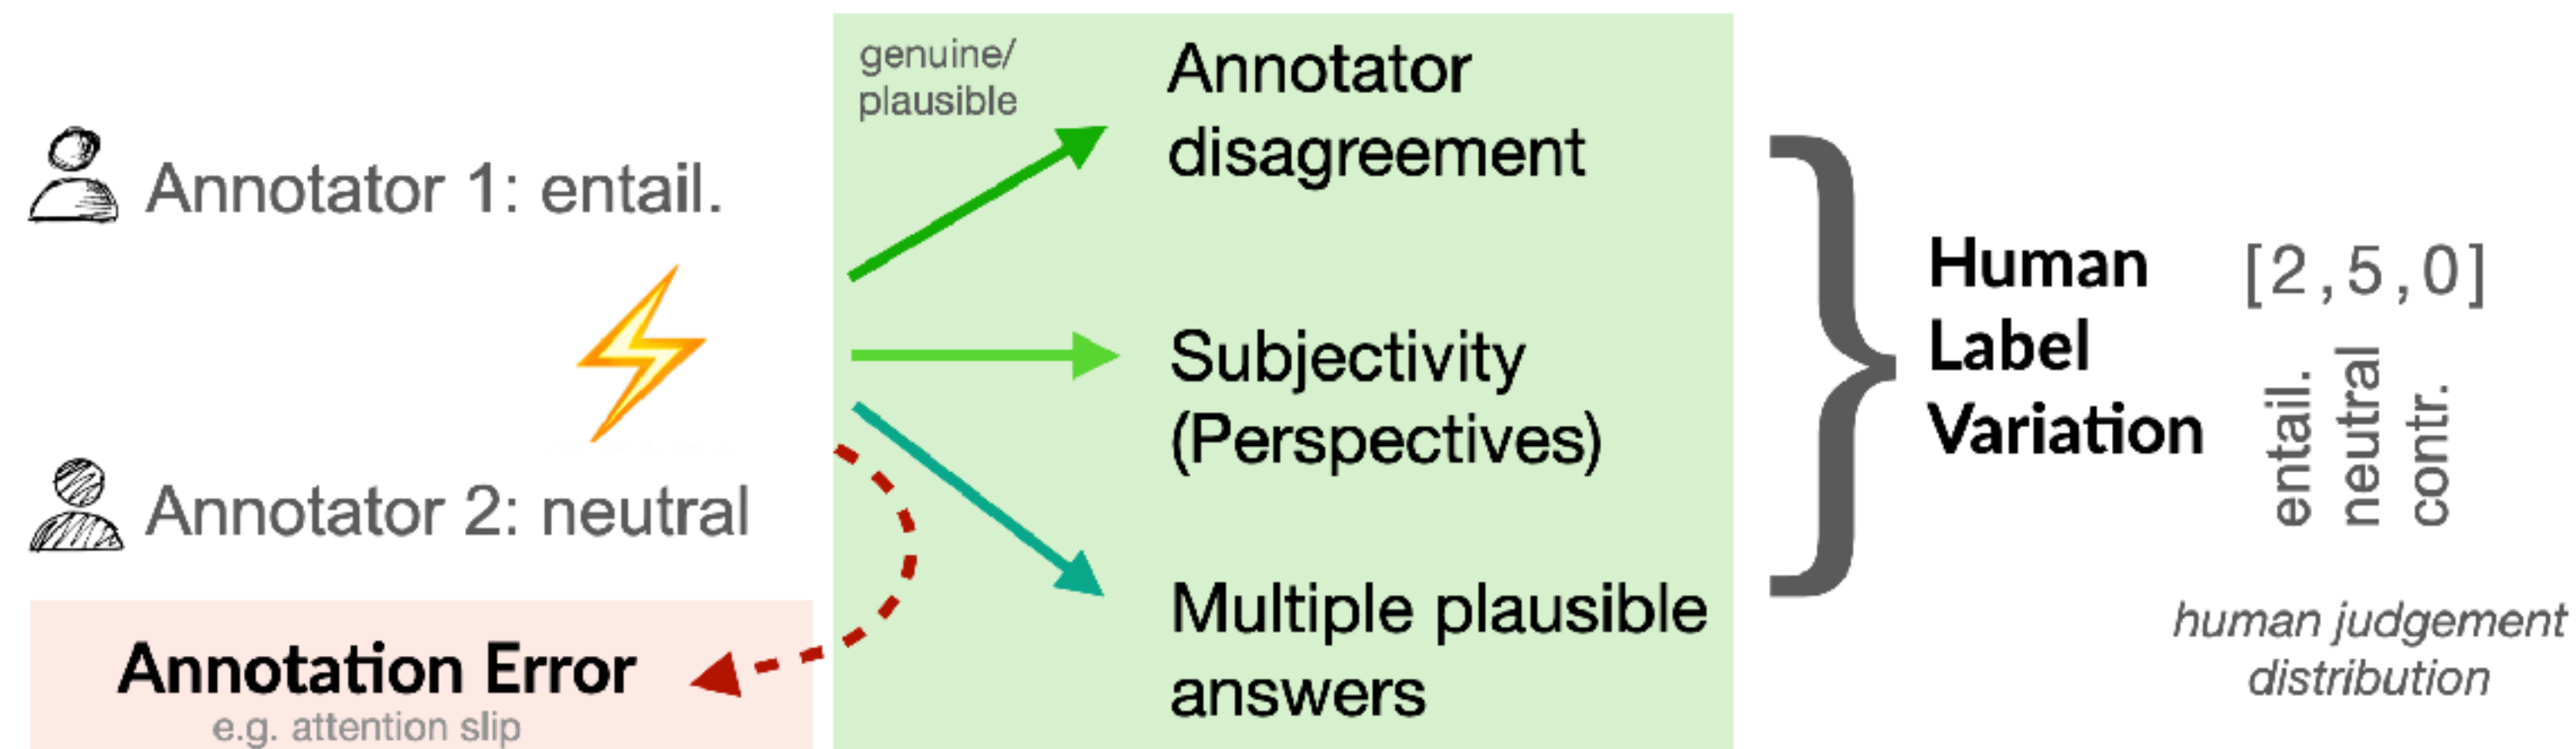 Annotator 1: entail.
Annotator 2: neutral
Annotation Error
e.g. attention slip
genuine/
plausible
Annotator
disagreement
Subjectivity
(Perspectives)
Multiple plausible
answers
}
Human
Label
Variation
[2,5,0]
entail.
neutral
contr.
human judgement
distribution